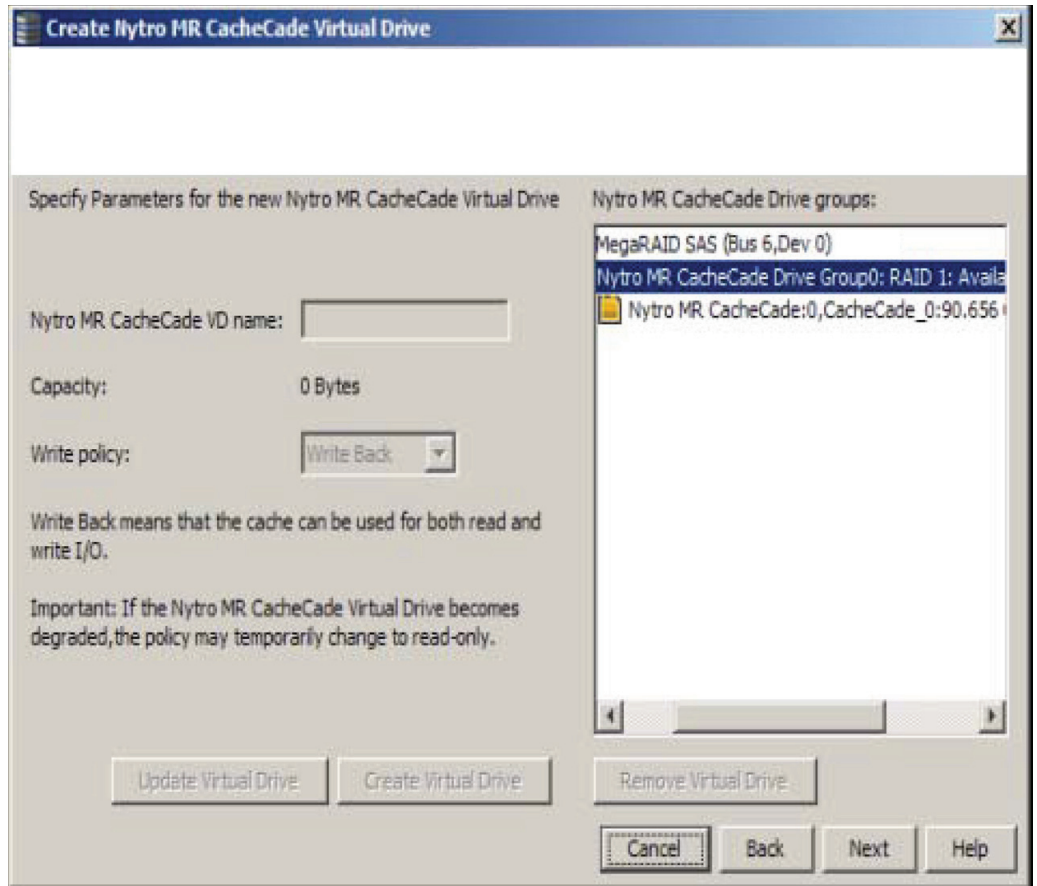 Create Nytro MR CacheCade Virtual Drive
Specify Parameters for the new Nytro MR CacheCade Virtual Drive
Nytro MR CacheCade VD name:
Capacity: 0 Bytes
Write policy: Write Back
Write Back means that the cache can be used for both read and
write I/O.
Important: If the Nytro MR CacheCade Virtual Drive becomes
degraded,the policy may temporarily change to read-only.
Update Virtual Drive Create Virtual Drive
Nytro MR CacheCade Drive groups:
MegaRAID SAS (Bus 6,Dev 0)
Nytro MR CacheCade Drive Group0: RAID 1: Availa
Nytro MR CacheCade:0,CacheCade_0:90.656
Remove Virtual Drive
Cancel Back Next Help